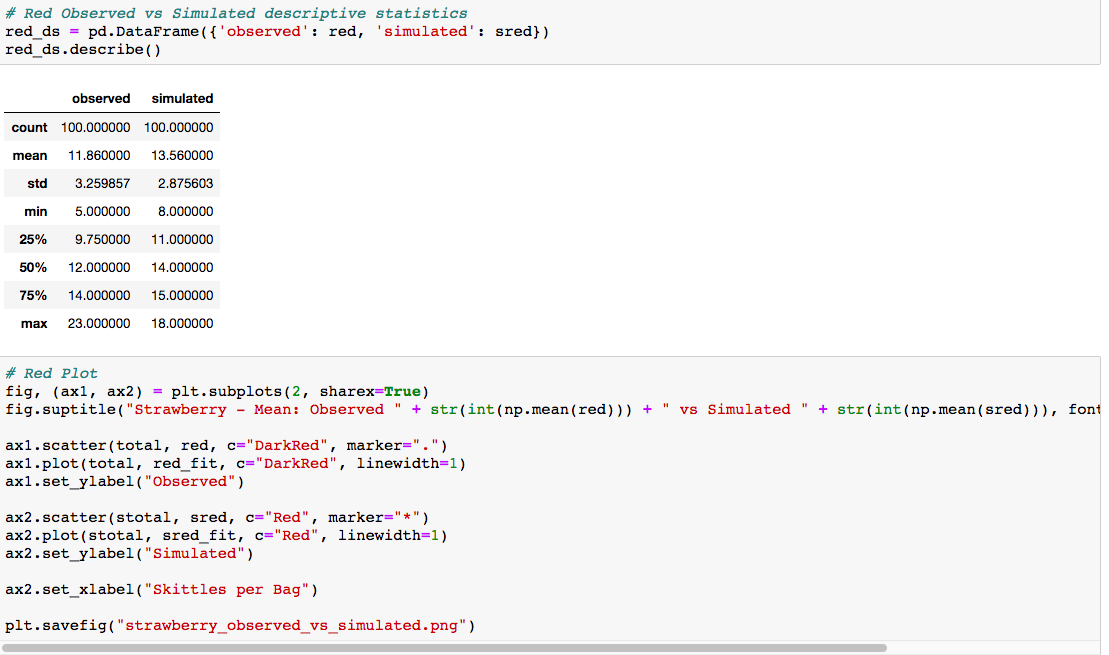 # Red Observed vs Simulated descriptive statistics
red_ds = pd.DataFrame({'observed': red, 'simulated': sred})
red_ds.describe()
observed simulated
count 100.000000 100.000000
mean 11.860000 13.560000
std 3.259857 2.875603
min 5.000000 8.000000
25% 9.750000 11.000000
50% 12.000000 14.000000
75% 14.000000 15.000000
max 23.000000 18.000000
# Red Plot
fig, (ax1, ax2) = plt.subplots(2, sharex=True)
fig.suptitle("Strawberry - Mean: Observed " + str(int(np.mean(red))) + " vs Simulated " + str(int(np.mean(sred))), font
ax1.scatter(total, red, c="DarkRed", marker=".")
ax1.plot(total, red_fit, c="DarkRed", linewidth=1)
ax1.set_ylabel("Observed")
ax2.scatter(stotal, sred, c="Red", marker="*")
ax2.plot(stotal, sred_fit, c="Red", linewidth=1)
ax2.set_ylabel("Simulated")
ax2.set_xlabel("Skittles per Bag")
plt.savefig("strawberry_observed_vs_simulated.png")